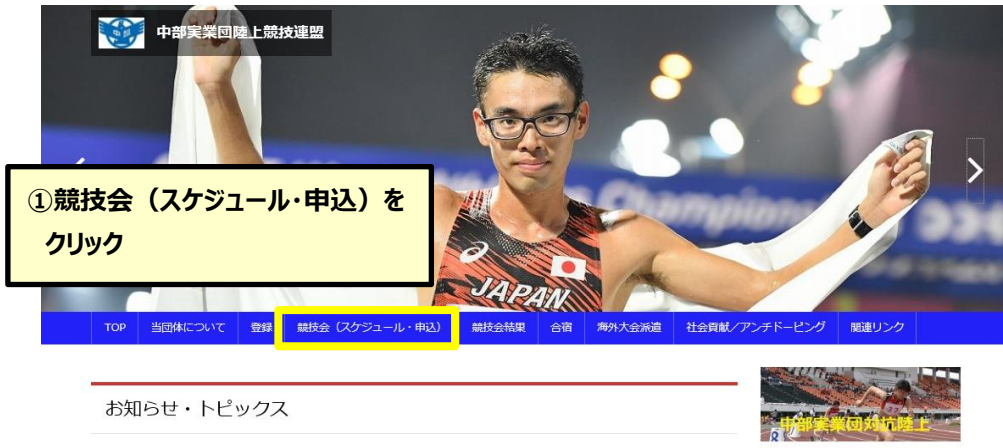 中部
中部実業団陸上競技連盟
①競技会（スケジュール・申込）を
クリック
Championships
JAPAN
TOP 当団体について 登録 競技会（スケジュール・申込） 競技会結果 合宿 海外大会派遣 社会貢献／アンチドーピング 関連リンク
お知らせ・トピックス
中部実業団対抗陸上
8